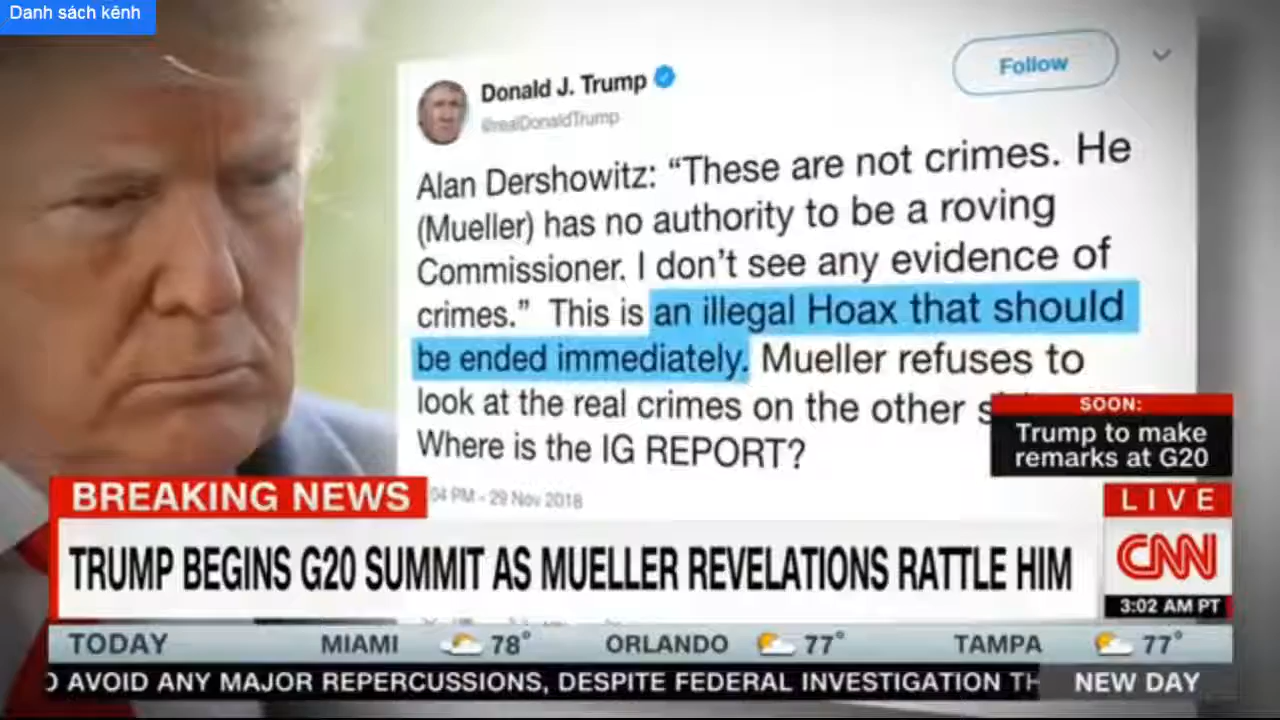 Danh sách kênh
Donald J. Trump
@realDonaldTrump
Follow
Alan Dershowitz: “These are not crimes. He
(Mueller) has no authority to be a roving
Commissioner. I don’t see any evidence of
crimes.” This is an illegal Hoax that should
be ended immediately. Mueller refuses to
look at the real crimes on the other
Where is the IG REPORT?
04 PM - 29 Nov 2018
SOON:
Trump to make
remarks at G20
BREAKING NEWS
LIVE
TRUMP BEGINS G20 SUMMIT AS MUELLER REVELATIONS RATTLE HIM
CNN
3:02 AM PT
TODAY MIAMI 78° ORLANDO 77° TAMPA 77°
AVOID ANY MAJOR REPERCUSSIONS, DESPITE FEDERAL INVESTIGATION
NEW DAY